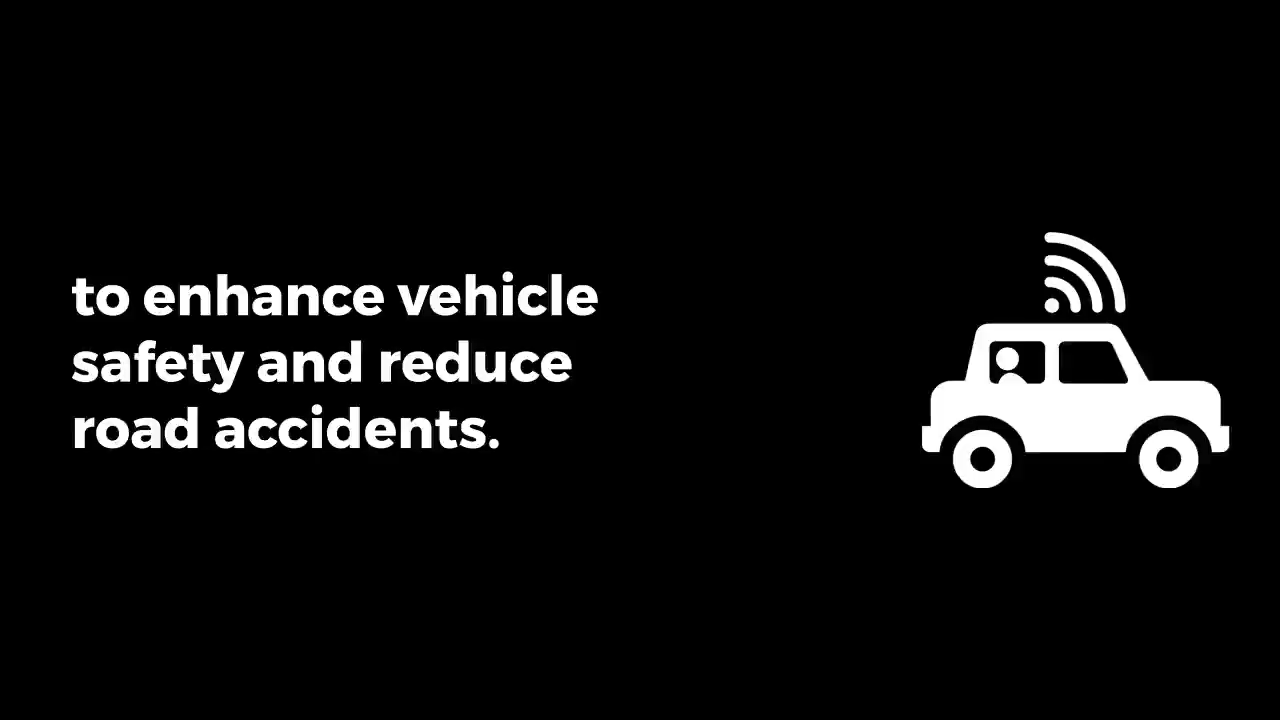 to enhance vehicle
safety and reduce
road accidents.